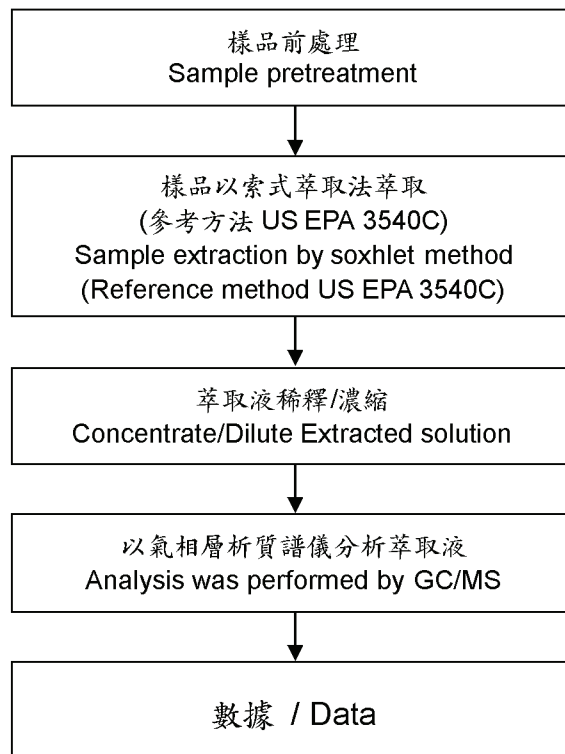 樣品前處理
Sample pretreatment
樣品以索式萃取法萃取
(參考方法 US EPA 3540C)
Sample extraction by soxhlet method
(Reference method US EPA 3540C)
萃取液稀釋/濃縮
Concentrate/Dilute Extracted solution
以氣相層析質譜儀分析萃取液
Analysis was performed by GC/MS
數據 / Data